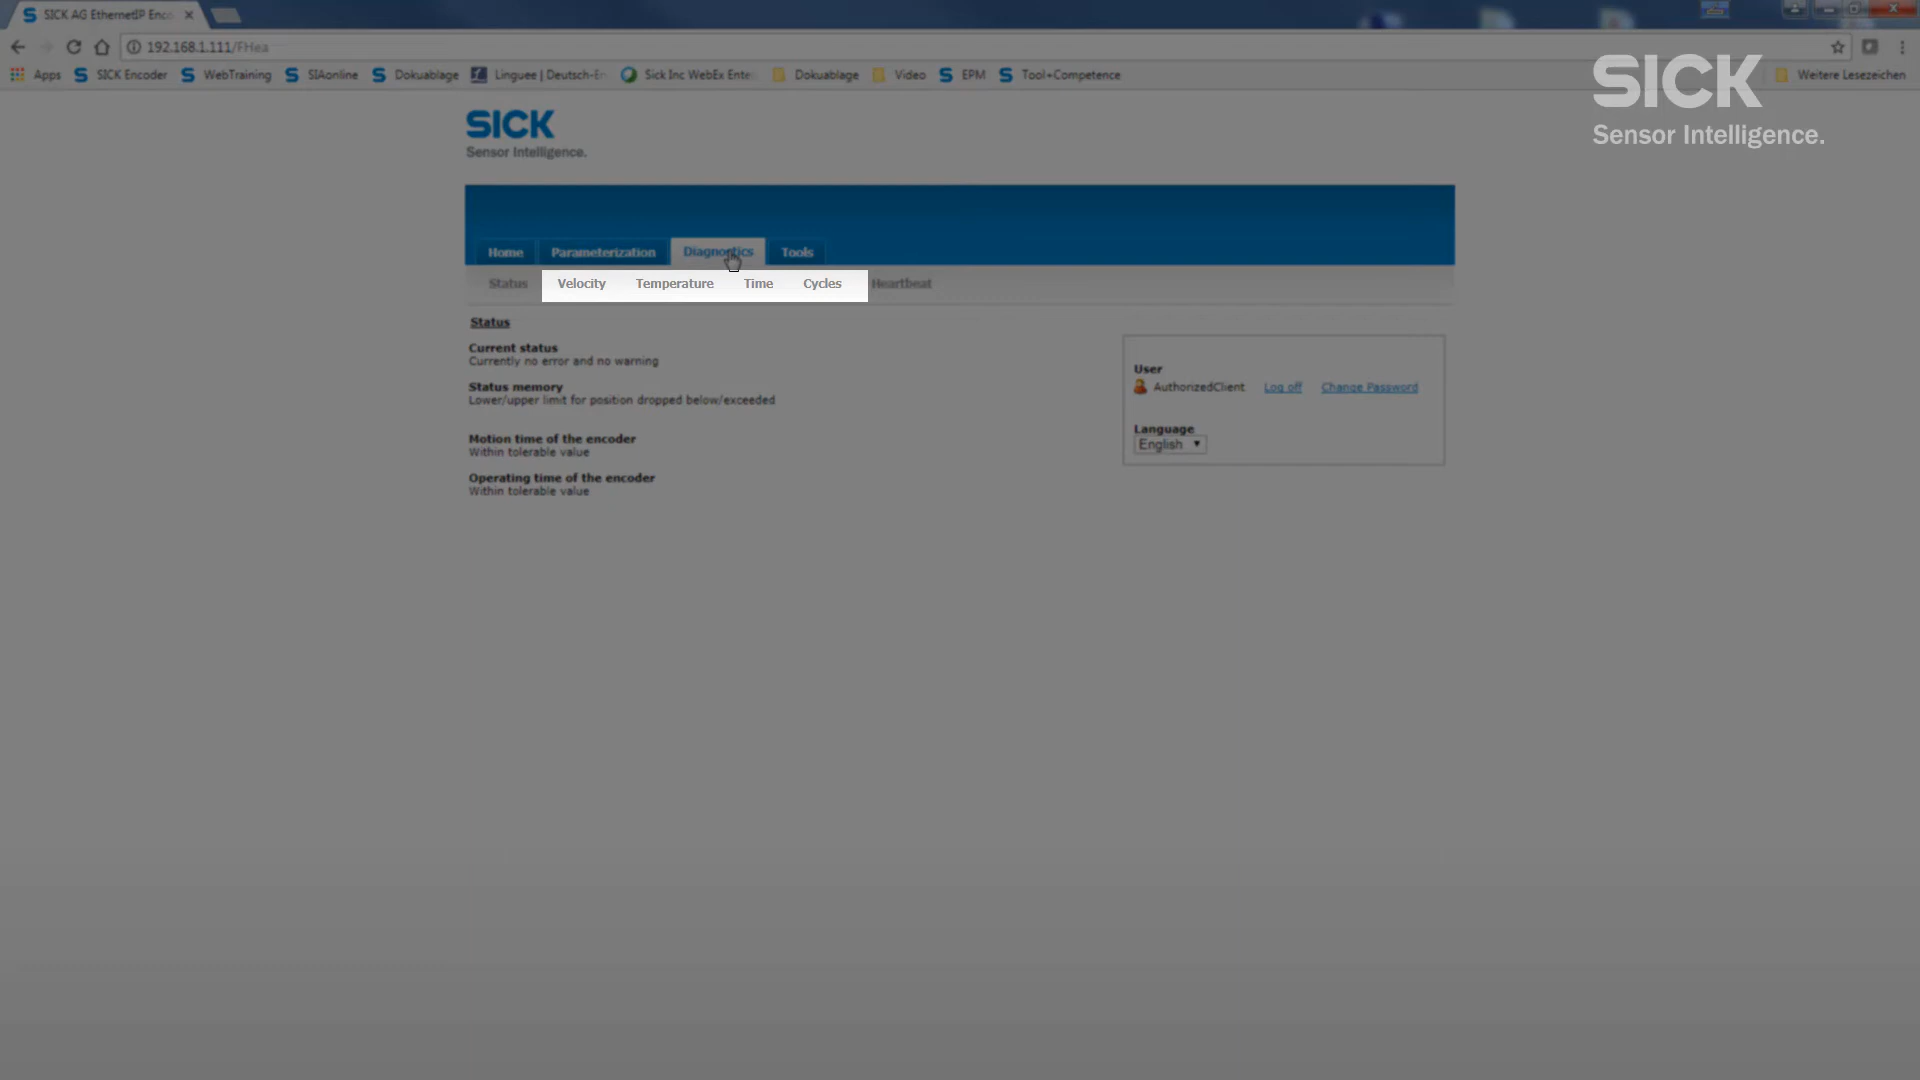 SICK AG EthernetIP Enc
192.168.1.111/FHea
Apps SICK Encoder WebTraining SIAonline Dokuablage Linguee | Deutsch-En Sick Inc WebEx Ente Dokuablage Video EPM Tool+Competence Weitere Lesezeichen
SICK
Sensor Intelligence.
SICK
Sensor Intelligence.
Home Parameterization Diagnostics Tools
Status Velocity Temperature Time Cycles Heartbeat
Status
Current status
Currently no error and no warning
Status memory
Lower/upper limit for position dropped below/exceeded
Motion time of the encoder
Within tolerable value
Operating time of the encoder
Within tolerable value
User
AuthorizedClient Log off Change Password
Language
English